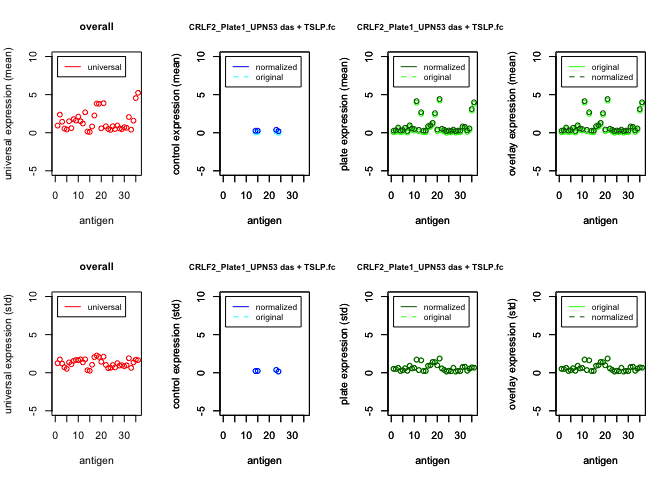 overall
universal expression (mean)
10
5
0
-5
universal
0 10 20 30
antigen
CRLF2_Plate1_UPN53 das + TSLP.fc
control expression (mean)
10
5
0
-5
normalized
original
0 10 20 30
antigen
CRLF2_Plate1_UPN53 das + TSLP.fc
plate expression (mean)
10
5
0
-5
normalized
original
0 10 20 30
antigen
overlay expression (mean)
10
5
0
-5
original
normalized
0 10 20 30
antigen
overall
universal expression (std)
10
5
0
-5
universal
0 10 20 30
antigen
CRLF2_Plate1_UPN53 das + TSLP.fc
control expression (std)
10
5
0
-5
normalized
original
0 10 20 30
antigen
CRLF2_Plate1_UPN53 das + TSLP.fc
plate expression (std)
10
5
0
-5
normalized
original
0 10 20 30
antigen
overlay expression (std)
10
5
0
-5
original
normalized
0 10 20 30
antigen